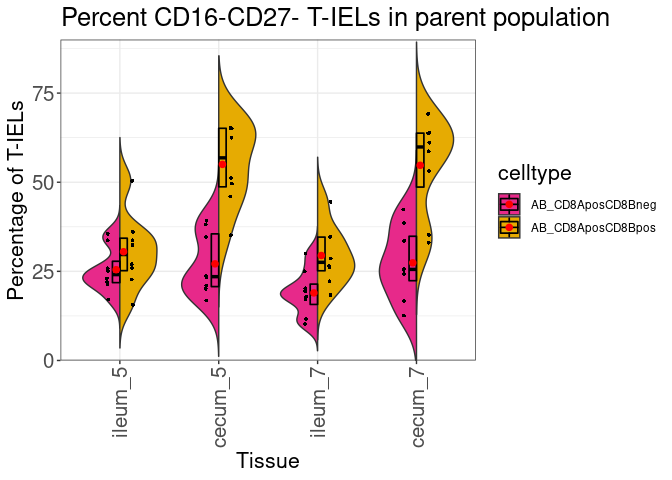 Percent CD16-CD27- T-IELs in parent population
Percentage of T-IELs
75
50
25
0
ileum_5
cecum_5
ileum_7
cecum_7
Tissue
celltype
AB_CD8AposCD8Bneg
AB_CD8AposCD8Bpos